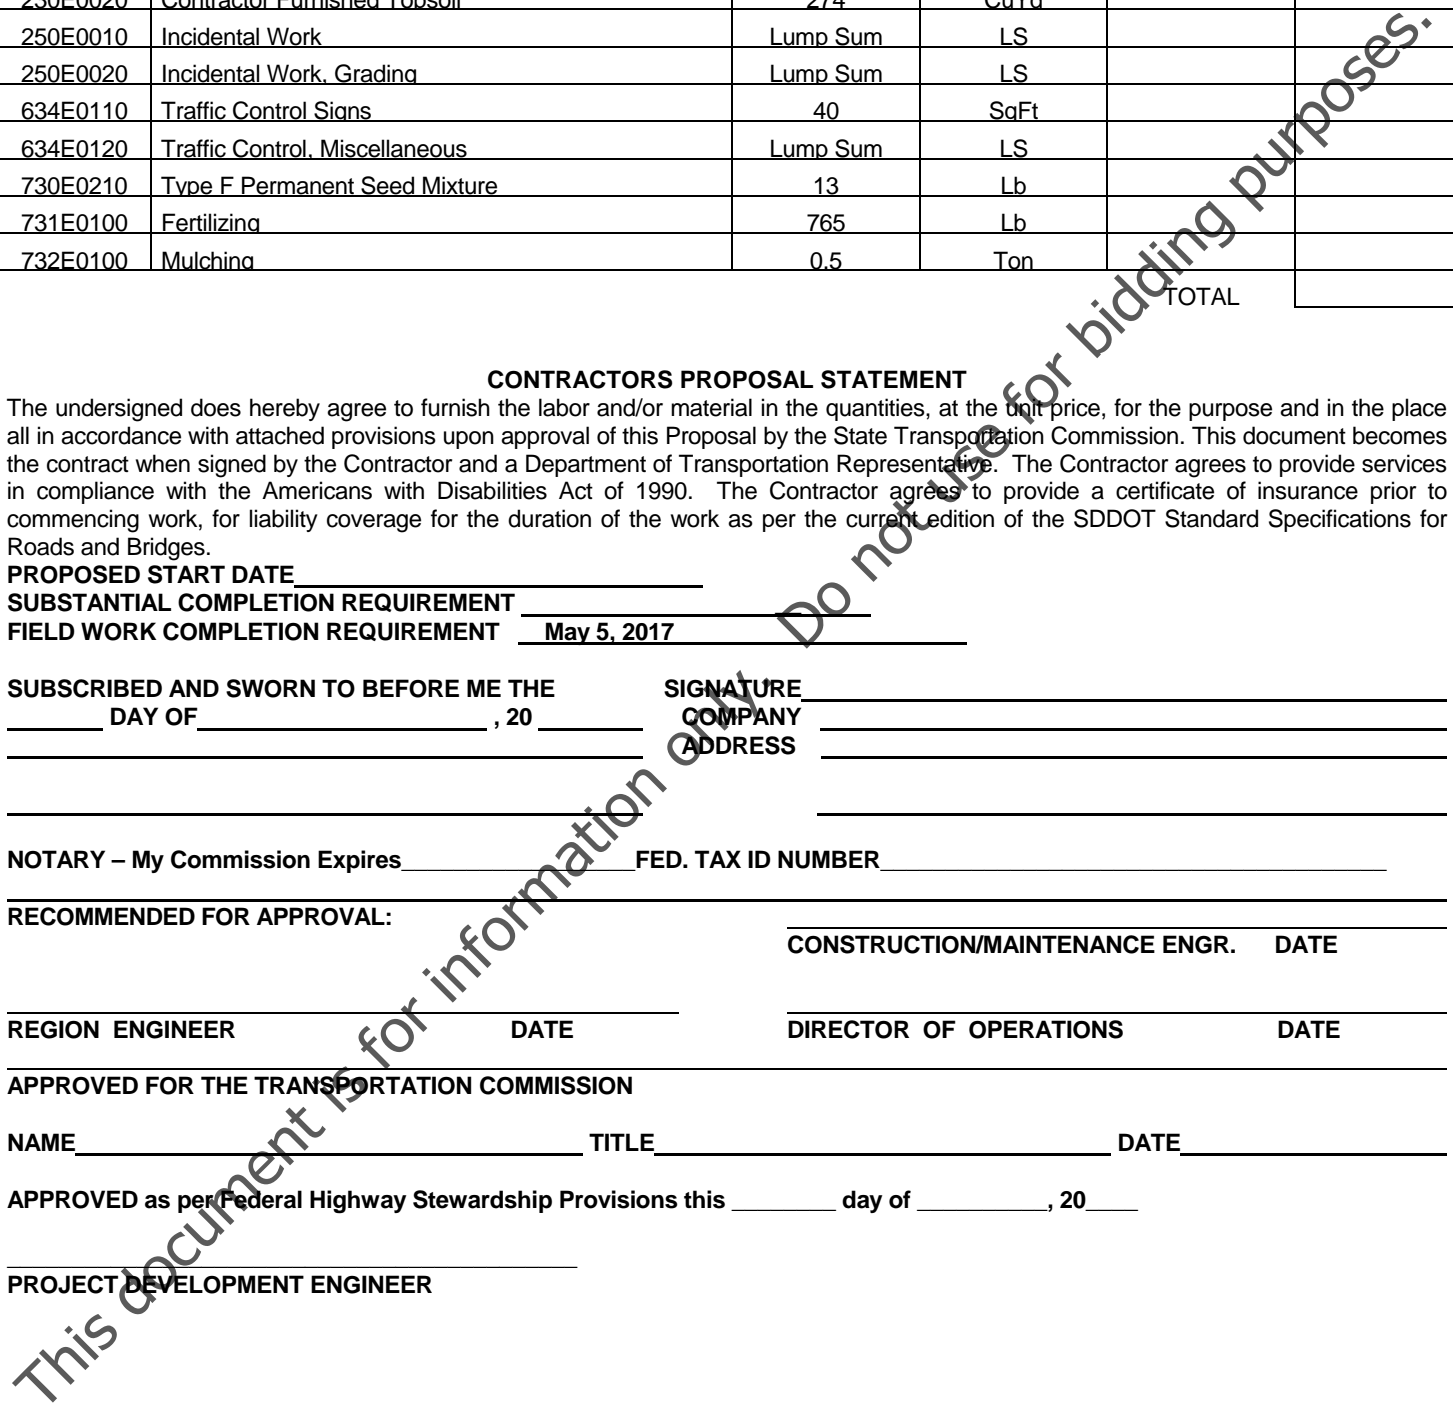 230E0020 Contractor Furnished Topsoil 274 CuYd
250E0010 Incidental Work Lump Sum LS
250E0020 Incidental Work, Grading Lump Sum LS
634E0110 Traffic Control Signs 40 SqFt
634E0120 Traffic Control, Miscellaneous Lump Sum LS
730E0210 Type F Permanent Seed Mixture 13 Lb
731E0100 Fertilizing 765 Lb
732E0100 Mulching 0.5 Ton
TOTAL
CONTRACTORS PROPOSAL STATEMENT
The undersigned does hereby agree to furnish the labor and/or material in the quantities, at the unit price, for the purpose and in the place
all in accordance with attached provisions upon approval of this Proposal by the State Transportation Commission. This document becomes
the contract when signed by the Contractor and a Department of Transportation Representative. The Contractor agrees to provide services
in compliance with the Americans with Disabilities Act of 1990. The Contractor agrees to provide a certificate of insurance prior to
commencing work, for liability coverage for the duration of the work as per the current edition of the SDDOT Standard Specifications for
Roads and Bridges.
PROPOSED START DATE
SUBSTANTIAL COMPLETION REQUIREMENT
FIELD WORK COMPLETION REQUIREMENT May 5, 2017
SUBSCRIBED AND SWORN TO BEFORE ME THE SIGNATURE
DAY OF , 20 COMPANY
ADDRESS
NOTARY – My Commission Expires FED. TAX ID NUMBER
RECOMMENDED FOR APPROVAL:
CONSTRUCTION/MAINTENANCE ENGR. DATE
REGION ENGINEER DATE DIRECTOR OF OPERATIONS DATE
APPROVED FOR THE TRANSPORTATION COMMISSION
NAME TITLE DATE
APPROVED as per Federal Highway Stewardship Provisions this ________ day of __________, 20____
PROJECT DEVELOPMENT ENGINEER
This document is for information only. Do not use for bidding purposes.